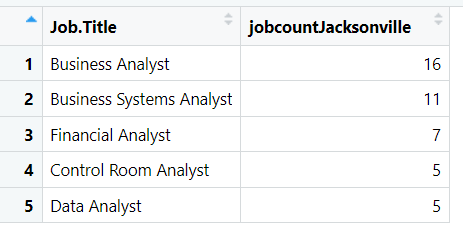 Job.Title jobcountJacksonville
1 Business Analyst 16
2 Business Systems Analyst 11
3 Financial Analyst 7
4 Control Room Analyst 5
5 Data Analyst 5